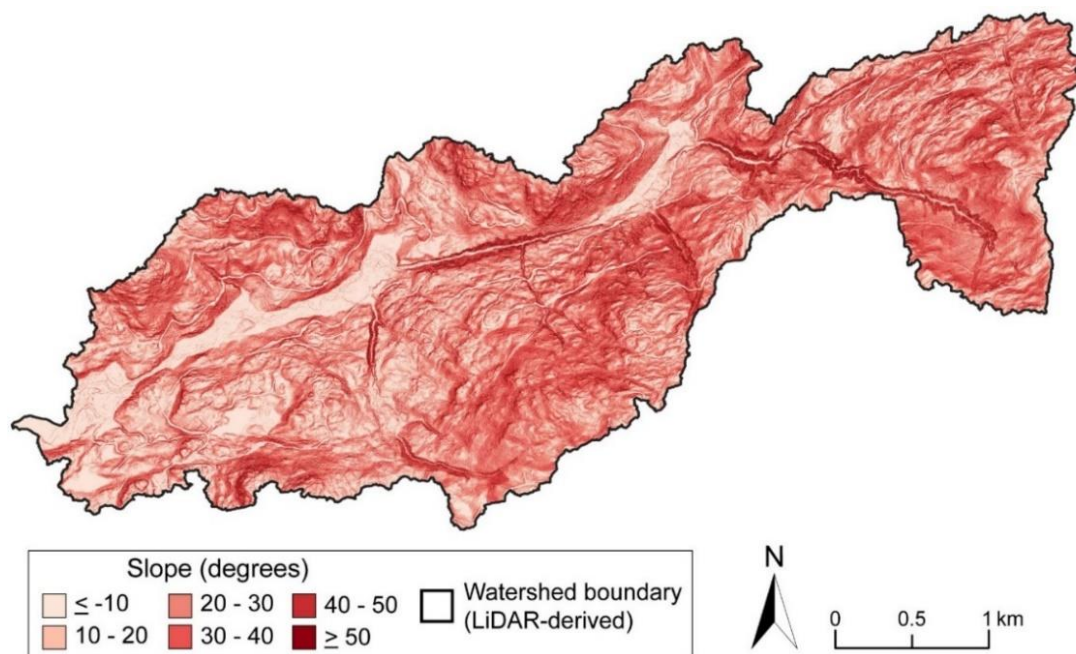 Slope (degrees)
≤ -10
10 - 20
20 - 30
30 - 40
40 - 50
≥ 50
Watershed boundary
(LiDAR-derived)
N
0 0.5 1 km